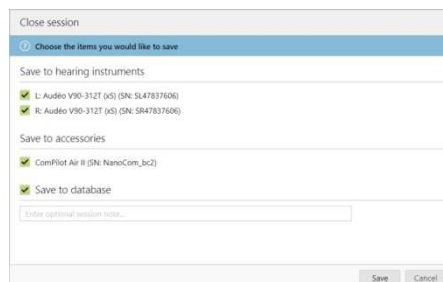 Close session
Choose the items you would like to save
Save to hearing instruments
L: Audéo V90-312T (xS) (SN: SL47837606)
R: Audéo V90-312T (xS) (SN: SR47837606)
Save to accessories
ComPilot Air II (SN: NanoCom_bc2)
Save to database
Enter optional session note...
Save Cancel